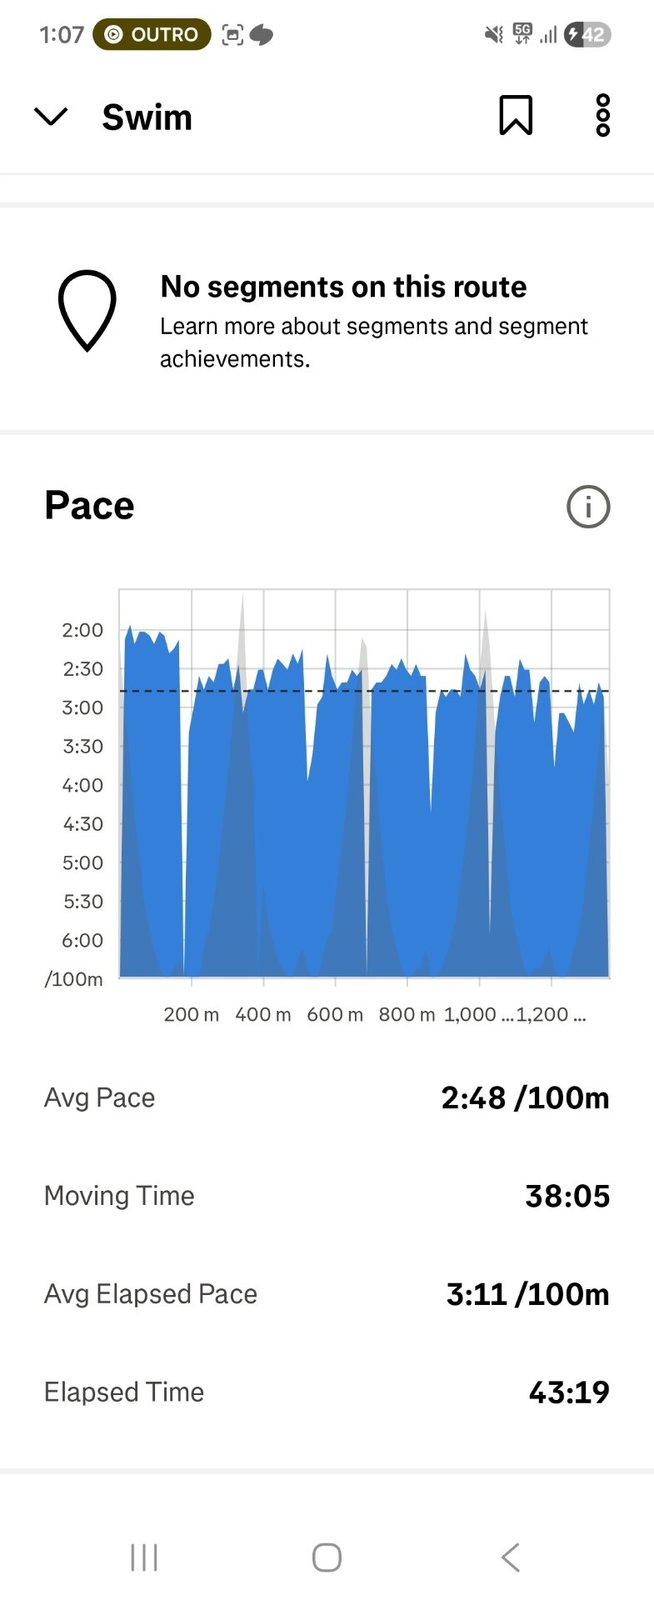 1:07 OUTRO 5G 42
Swim
No segments on this route
Learn more about segments and segment
achievements.
Pace
i
2:00
2:30
3:00
3:30
4:00
4:30
5:00
5:30
6:00
/100m
200 m 400 m 600 m 800 m 1,000 ... 1,200 ...
Avg Pace 2:48 /100m
Moving Time 38:05
Avg Elapsed Pace 3:11 /100m
Elapsed Time 43:19